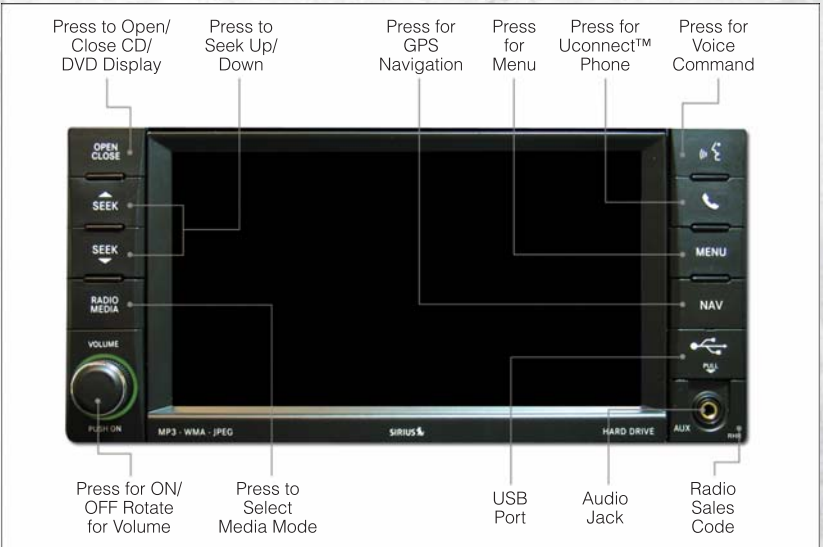 Press to Open/
Close CD/
DVD Display
Press to
Seek Up/
Down
Press for
GPS
Navigation
Press
for
Menu
Press for
Uconnect™
Phone
Press for
Voice
Command
OPEN
CLOSE
SEEK
SEEK
RADIO
MEDIA
VOLUME
PUSH ON
MP3 - WMA - JPEG
SIRIUS
HARD DRIVE
MENU
NAV
PULL
AUX
RHR
Press for ON/
OFF Rotate
for Volume
Press to
Select
Media Mode
USB
Port
Audio
Jack
Radio
Sales
Code